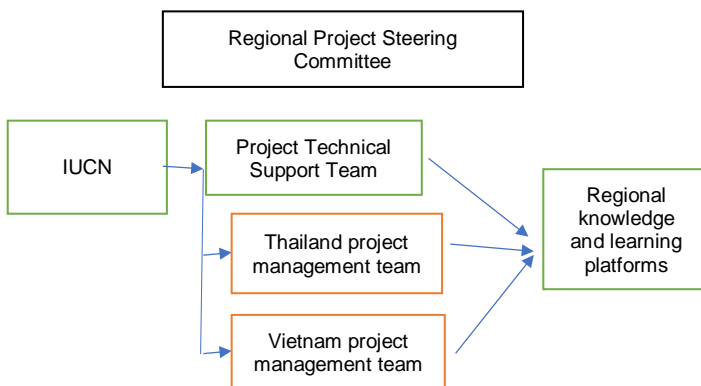 Regional Project Steering
Committee
IUCN
Project Technical
Support Team
Thailand project
management team
Vietnam project
management team
Regional
knowledge
and learning
platforms